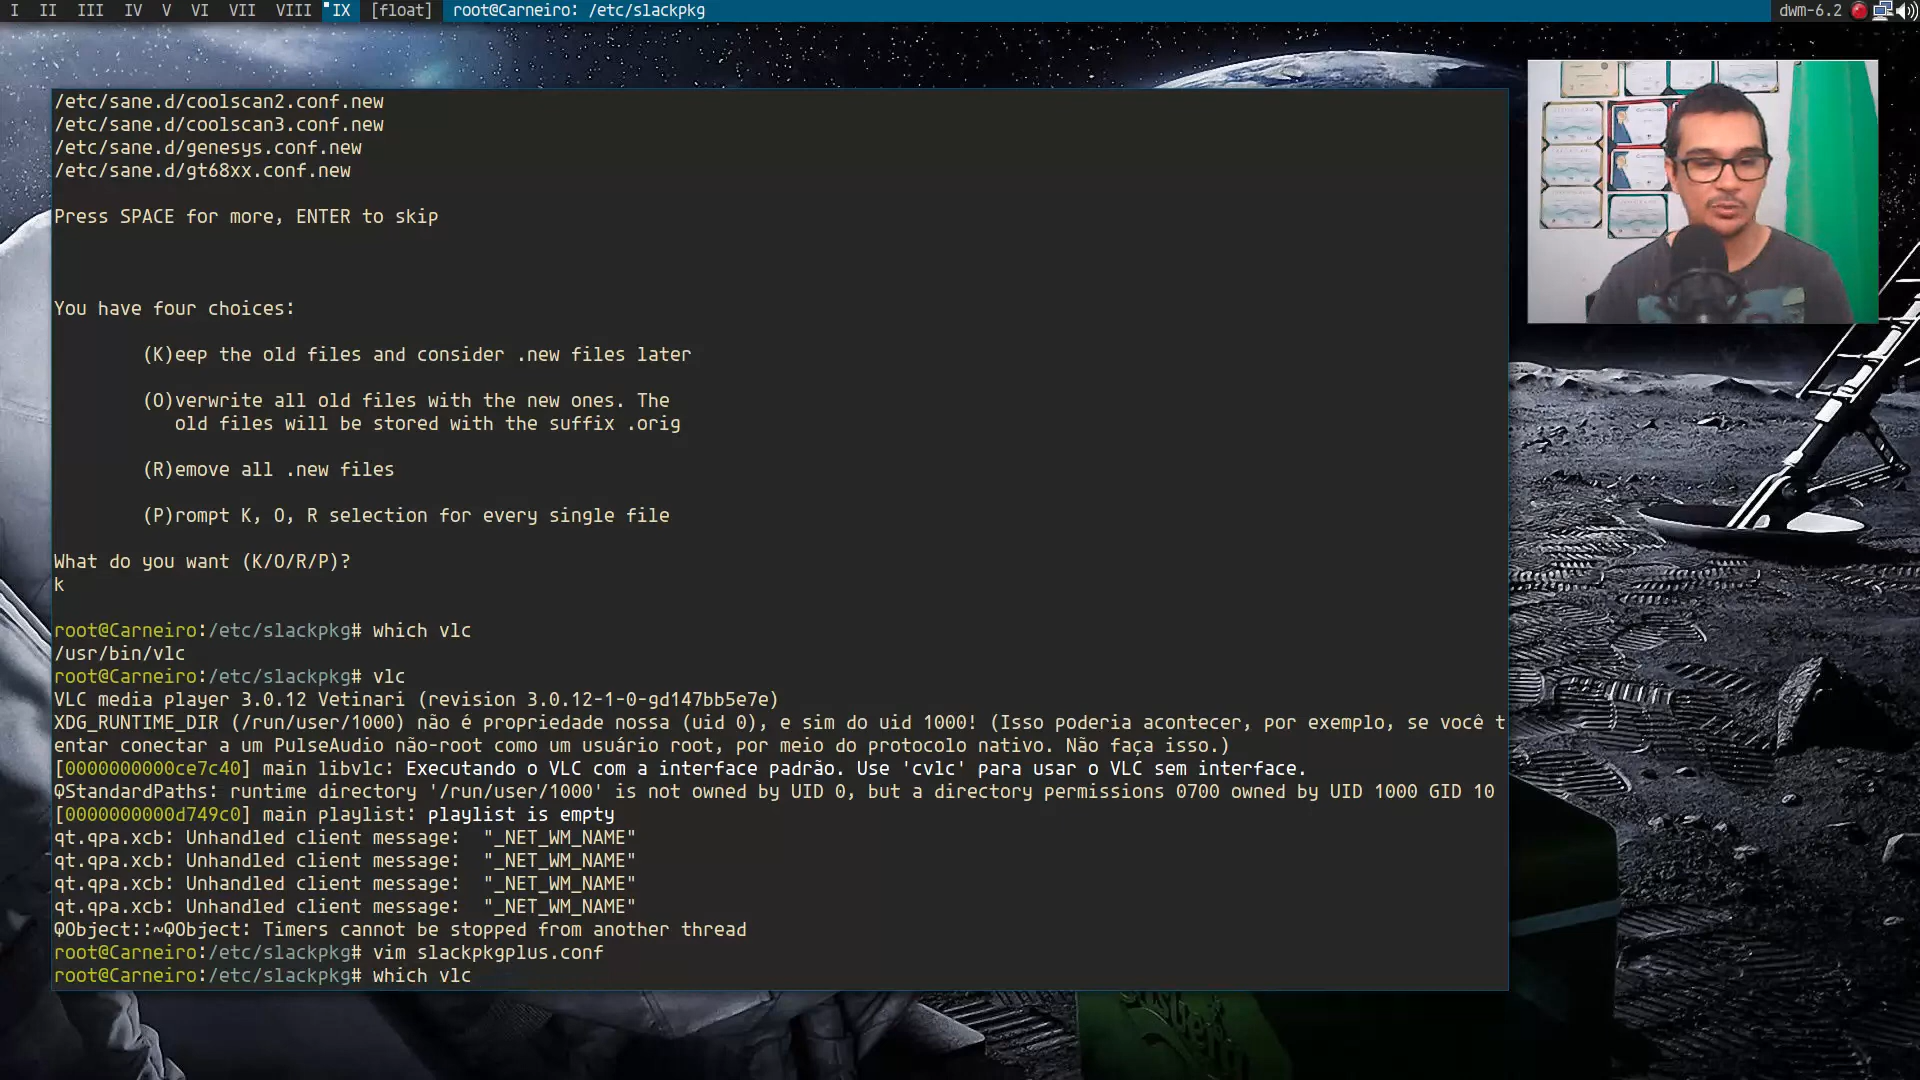 I II III IV V VI VII VIII IX [float] root@Carneiro: /etc/slackpkg dwm-6.2
/etc/sane.d/coolscan2.conf.new
/etc/sane.d/coolscan3.conf.new
/etc/sane.d/genesys.conf.new
/etc/sane.d/gt68xx.conf.new
Press SPACE for more, ENTER to skip
You have four choices:
(K)eep the old files and consider .new files later
(O)verwrite all old files with the new ones. The
old files will be stored with the suffix .orig
(R)emove all .new files
(P)rompt K, O, R selection for every single file
What do you want (K/O/R/P)?
k
root@Carneiro:/etc/slackpkg# which vlc
/usr/bin/vlc
root@Carneiro:/etc/slackpkg# vlc
VLC media player 3.0.12 Vetinari (revision 3.0.12-1-0-gd147bb5e7e)
XDG_RUNTIME_DIR (/run/user/1000) não é propriedade nossa (uid 0), e sim do uid 1000! (Isso poderia acontecer, por exemplo, se você t
entar conectar a um PulseAudio não-root como um usuário root, por meio do protocolo nativo. Não faça isso.)
[0000000000ce7c40] main libvlc: Executando o VLC com a interface padrão. Use 'cvlc' para usar o VLC sem interface.
QStandardPaths: runtime directory '/run/user/1000' is not owned by UID 0, but a directory permissions 0700 owned by UID 1000 GID 10
[0000000000d749c0] main playlist: playlist is empty
qt.qpa.xcb: Unhandled client message: "_NET_WM_NAME"
qt.qpa.xcb: Unhandled client message: "_NET_WM_NAME"
qt.qpa.xcb: Unhandled client message: "_NET_WM_NAME"
qt.qpa.xcb: Unhandled client message: "_NET_WM_NAME"
QObject::~QObject: Timers cannot be stopped from another thread
root@Carneiro:/etc/slackpkg# vim slackpkgplus.conf
root@Carneiro:/etc/slackpkg# which vlc